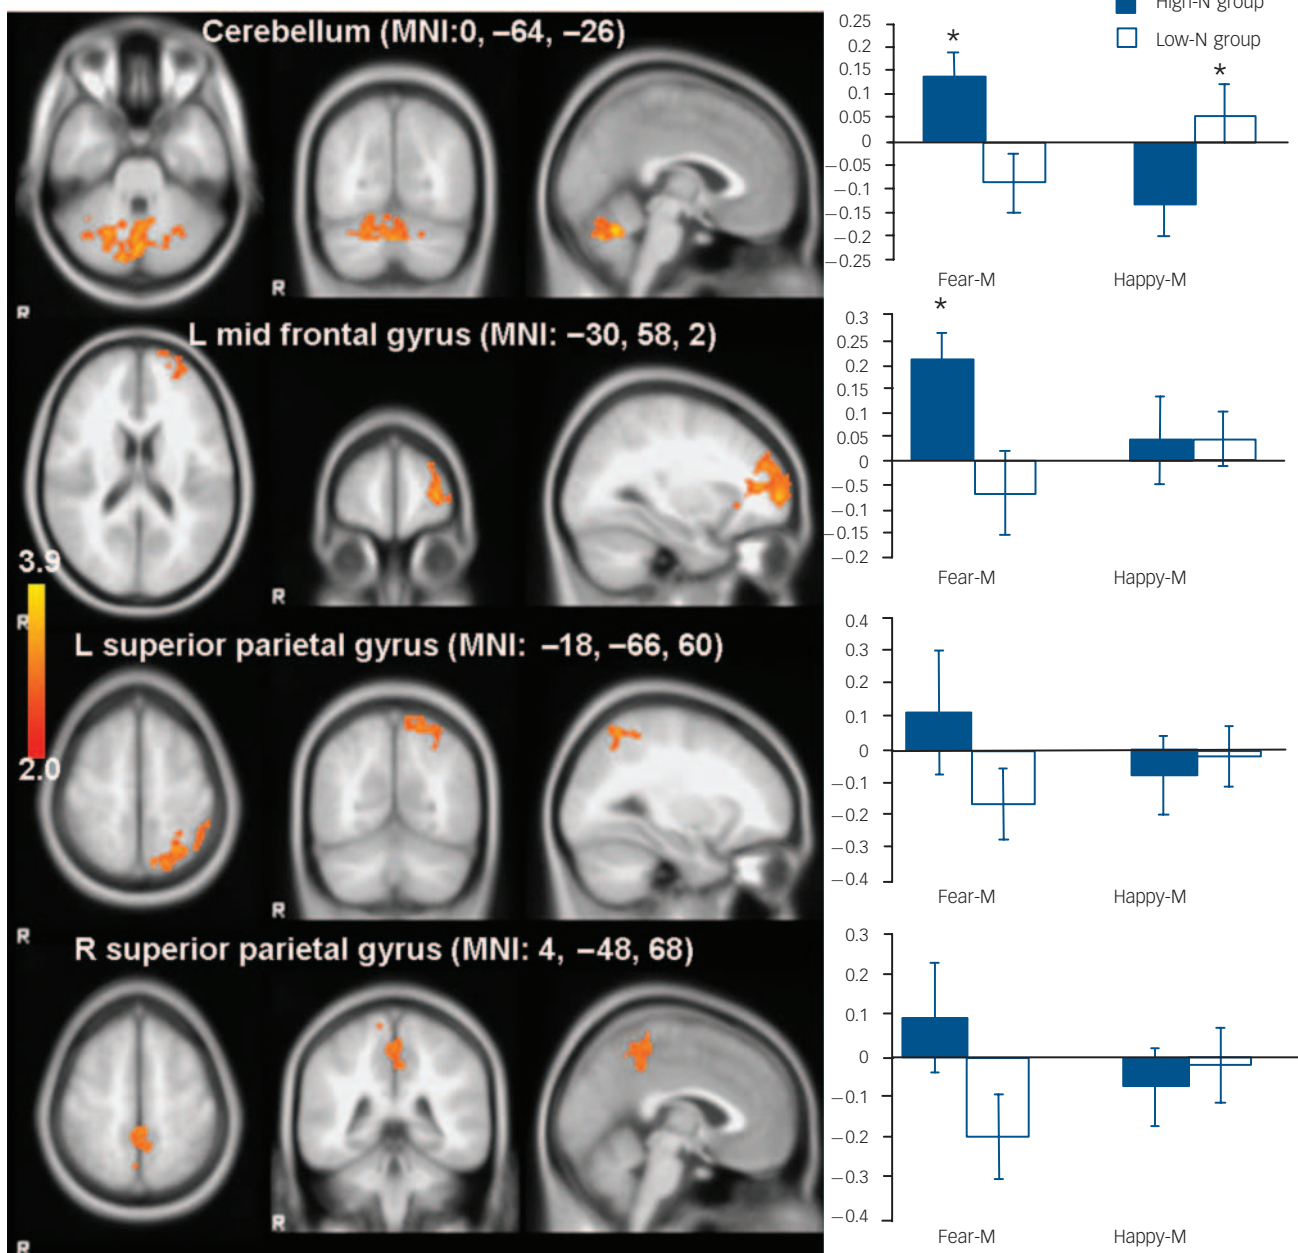 High-N group
Low-N group
Cerebellum (MNI:0, −64, −26)
R
R
0.25
0.2
0.15
0.1
0.05
0
−0.05
−0.1
−0.15
−0.2
−0.25
*
*
Fear-M
Happy-M
L mid frontal gyrus (MNI: −30, 58, 2)
R
R
0.3
0.25
0.2
0.15
0.1
0.05
0
−0.5
−0.1
−0.15
−0.2
*
Fear-M
Happy-M
3.9
2.0
L superior parietal gyrus (MNI: −18, −66, 60)
R
R
0.4
0.3
0.2
0.1
0
−0.1
−0.2
−0.3
−0.4
Fear-M
Happy-M
R superior parietal gyrus (MNI: 4, −48, 68)
R
R
0.3
0.2
0.1
0
−0.1
−0.2
−0.3
−0.4
Fear-M
Happy-M